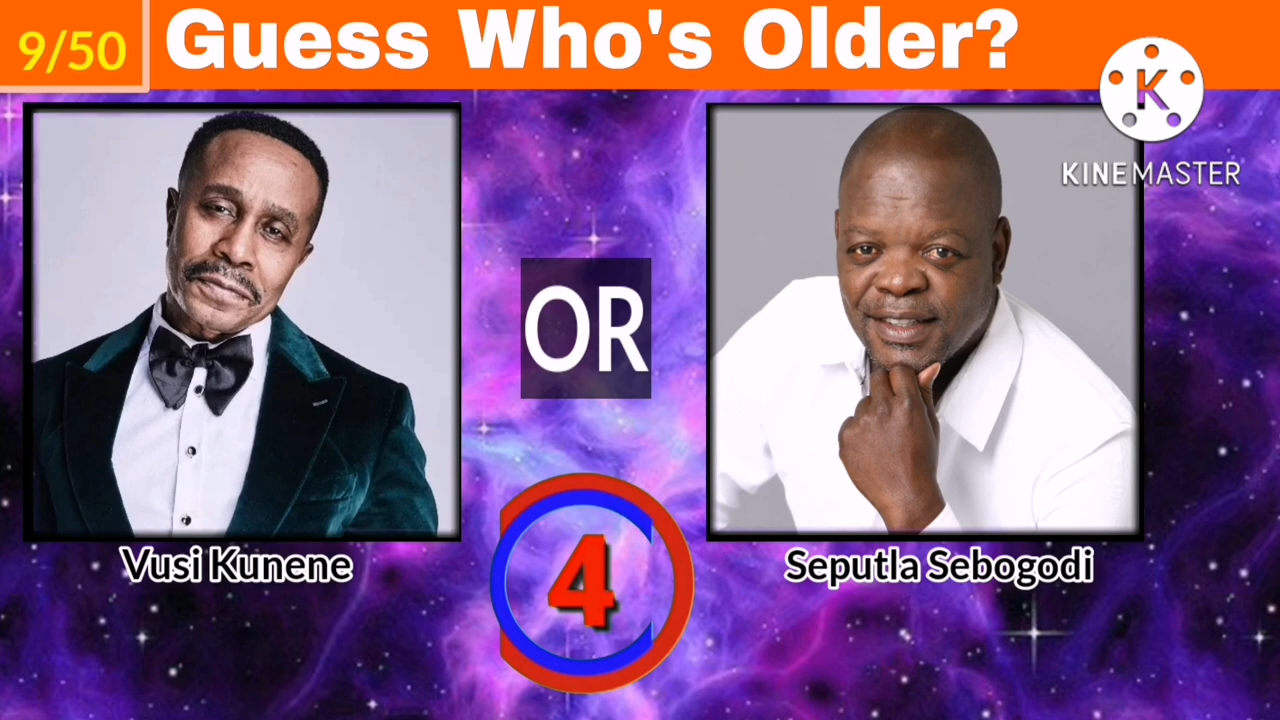 9/50
Guess Who's Older?
K
KINEMASTER
OR
4
Vusi Kunene
Seputla Sebogodi